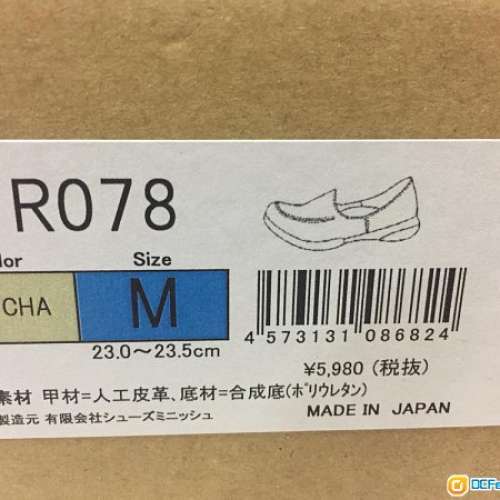 R078
lor Size
CHA M
23.0～23.5cm
4 573131 086824
¥5,980 (税抜)
素材 甲材=人工皮革、底材=合成底(ﾎﾟﾘｳﾚﾀﾝ)
製造元 有限会社シューズミニッシュ MADE IN JAPAN